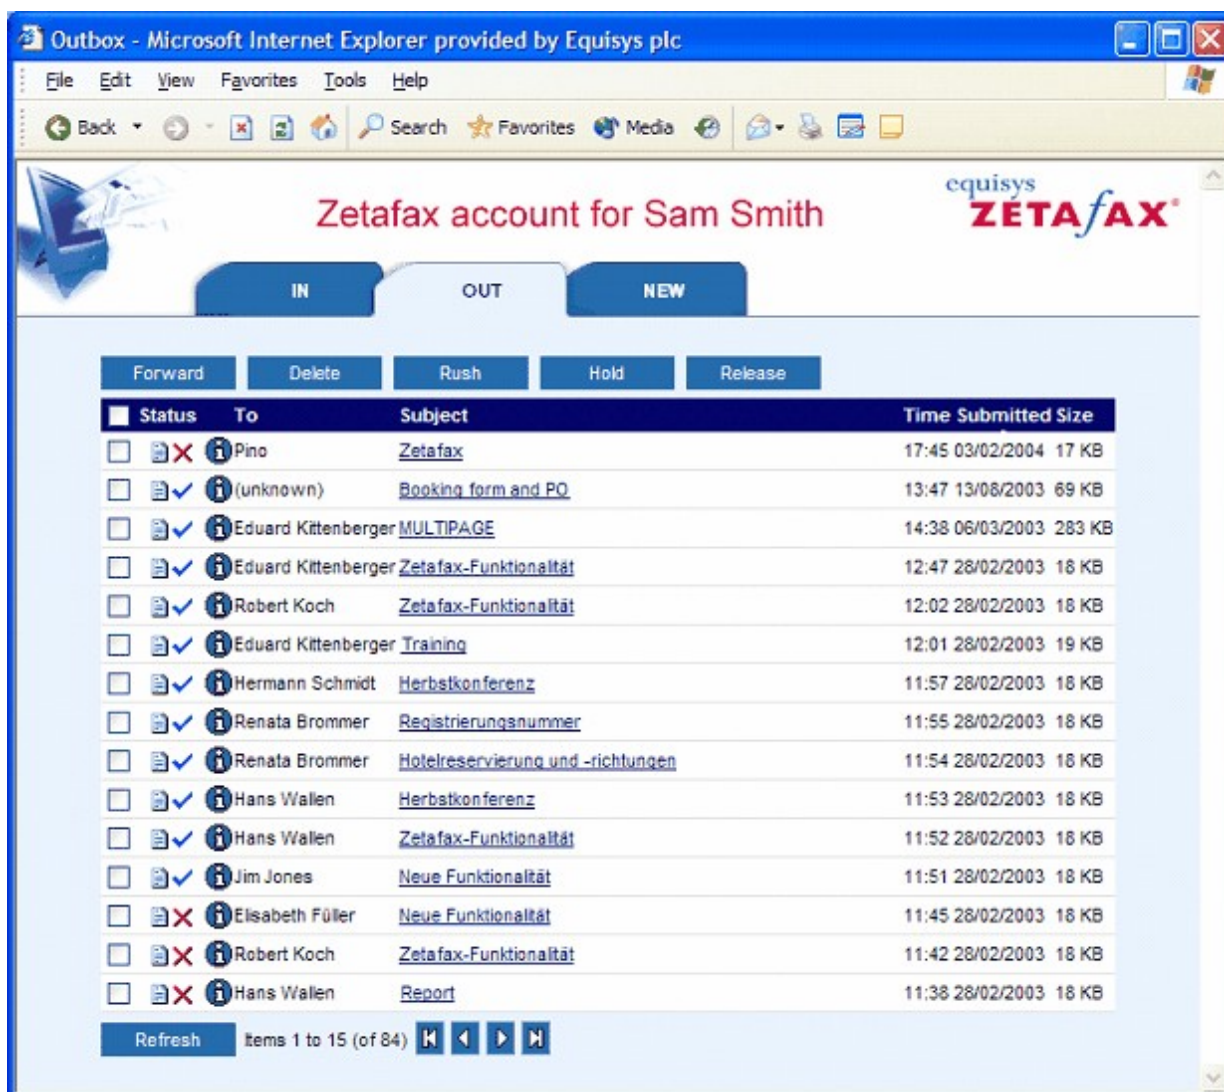 Outbox - Microsoft Internet Explorer provided by Equisys plc
File Edit View Favorites Tools Help
Back Search Favorites Media
Zetafax account for Sam Smith
equisys
ZETAfAX
IN OUT NEW
Forward Delete Rush Hold Release
Status To Subject Time Submitted Size
Pino Zetafax 17:45 03/02/2004 17 KB
(unknown) Booking form and PO 13:47 13/08/2003 69 KB
Eduard Kittenberger MULTIPAGE 14:38 06/03/2003 283 KB
Eduard Kittenberger Zetafax-Funktionalität 12:47 28/02/2003 18 KB
Robert Koch Zetafax-Funktionalität 12:02 28/02/2003 18 KB
Eduard Kittenberger Training 12:01 28/02/2003 19 KB
Hermann Schmidt Herbstkonferenz 11:57 28/02/2003 18 KB
Renata Brommer Registrierungsnummer 11:55 28/02/2003 18 KB
Renata Brommer Hotelreservierung und -richtungen 11:54 28/02/2003 18 KB
Hans Wallen Herbstkonferenz 11:53 28/02/2003 18 KB
Hans Wallen Zetafax-Funktionalität 11:52 28/02/2003 18 KB
Jim Jones Neue Funktionalität 11:51 28/02/2003 18 KB
Elisabeth Füller Neue Funktionalität 11:45 28/02/2003 18 KB
Robert Koch Zetafax-Funktionalität 11:42 28/02/2003 18 KB
Hans Wallen Report 11:38 28/02/2003 18 KB
Refresh Items 1 to 15 (of 84)